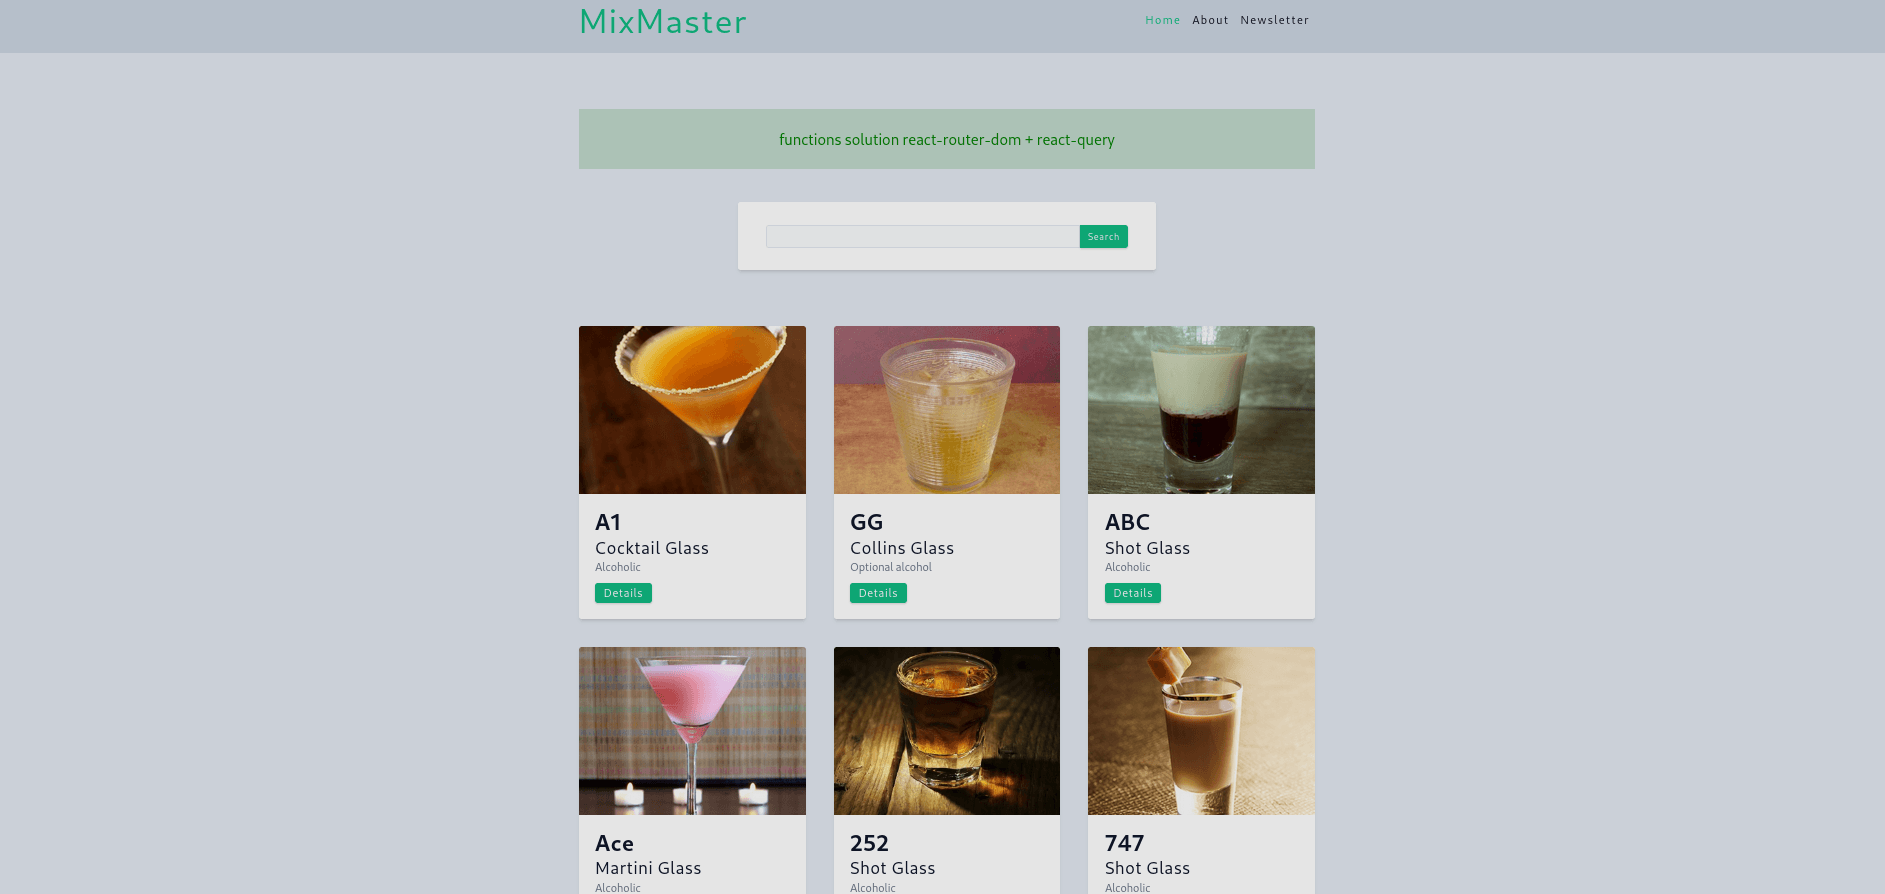 MixMaster
Home About Newsletter
functions solution react-router-dom + react-query
Search
A1
Cocktail Glass
Alcoholic
Details
GG
Collins Glass
Optional alcohol
Details
ABC
Shot Glass
Alcoholic
Details
Ace
Martini Glass
Alcoholic
252
Shot Glass
Alcoholic
747
Shot Glass
Alcoholic